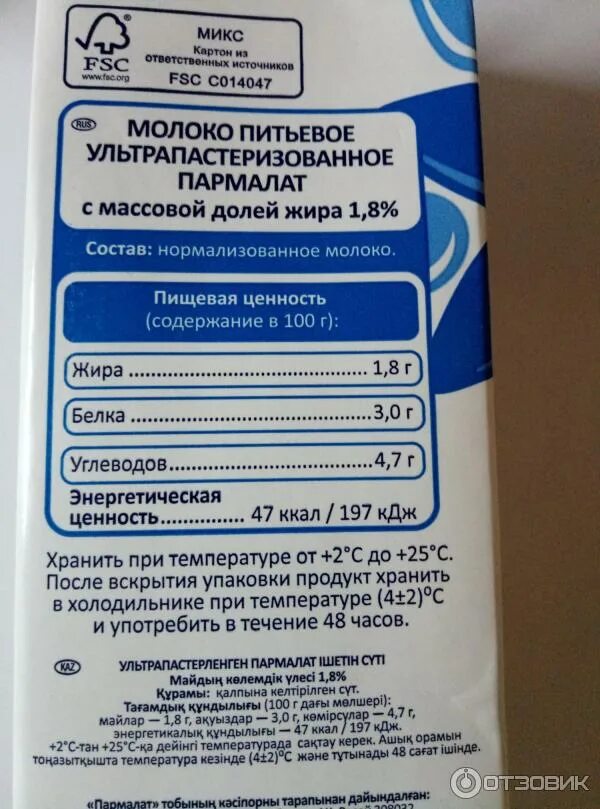 МИКС
Картон из
ответственных источников
FSC C014047
FSC
www.fsc.org
RUS
МОЛОКО ПИТЬЕВОЕ
УЛЬТРАПАСТЕРИЗОВАННОЕ
ПАРМАЛАТ
с массовой долей жира 1,8%
Состав: нормализованное молоко.
Пищевая ценность
(содержание в 100 г):
Жира ........................................ 1,8 г
Белка ....................................... 3,0 г
Углеводов................................. 4,7 г
Энергетическая
ценность............... 47 ккал / 197 кДж
Хранить при температуре от +2°С до +25°С.
После вскрытия упаковки продукт хранить
в холодильнике при температуре (4±2)⁰С
и употребить в течение 48 часов.
KAZ
УЛЬТРАПАСТЕРЛЕНГЕН ПАРМАЛАТ ІШЕТІН СҮТІ
Майдың көлемдік үлесі 1,8%
Құрамы: қалпына келтірілген сүт.
Тағамдық құндылығы (100 г дағы мөлшері):
майлар — 1,8 г, ақуыздар — 3,0 г, көмірсулар — 4,7 г,
энергетикалық құндылығы — 47 ккал / 197 кДж.
+2°С-тан +25°С-қа дейінгі температурада сақтау керек. Ашық орамын
тоңазытқышта температура кезінде (4±2)°С және тұтынады 48 сағат ішінде.
«Пармалат» тобының кәсіпорны тарапынан дайындалған:
308032
ОТЗОВИК